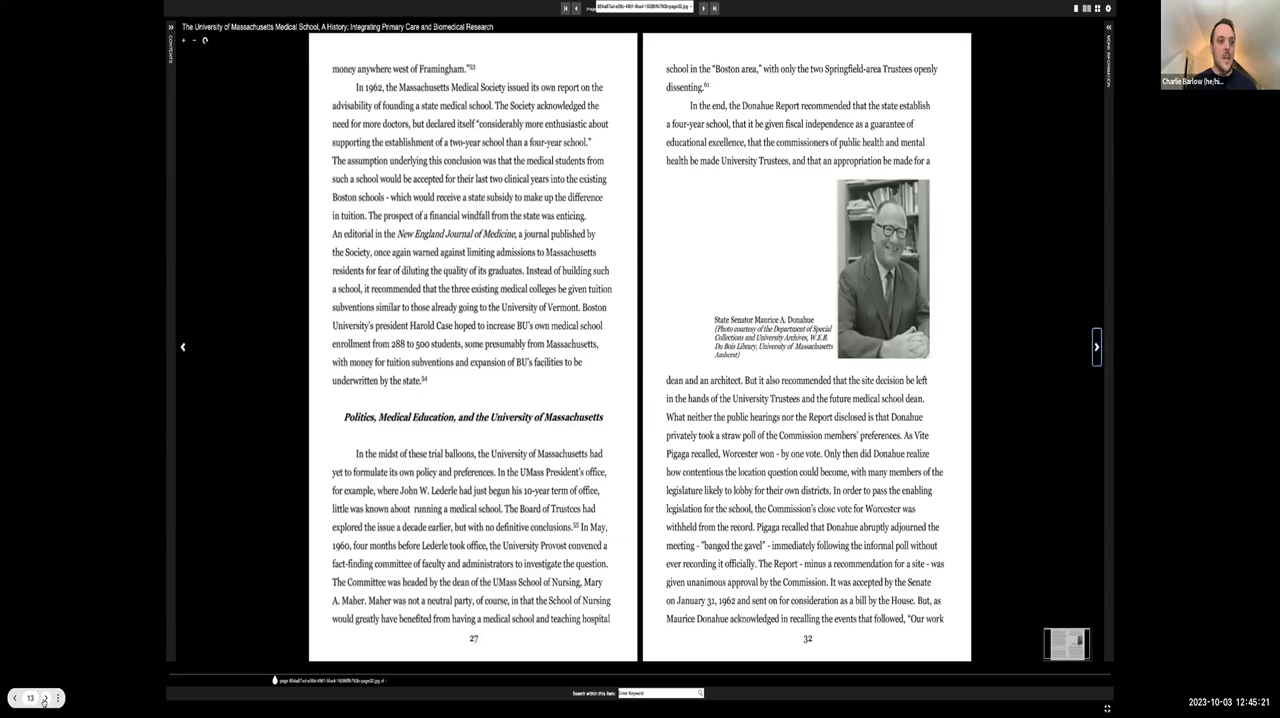 854a87bd-e26d-4961-9ba4-16286fb793b-page32.jpg
The University of Massachusetts Medical School, A History: Integrating Primary Care and Biomedical Research
CONTENTS
MORE INFORMATION
Charlie Barlow (he/hi...
money anywhere west of Framingham."53
In 1962, the Massachusetts Medical Society issued its own report on the
advisability of founding a state medical school. The Society acknowledged the
need for more doctors, but declared itself "considerably more enthusiastic about
supporting the establishment of a two-year school than a four-year school."
The assumption underlying this conclusion was that the medical students from
such a school would be accepted for their last two clinical years into the existing
Boston schools - which would receive a state subsidy to make up the difference
in tuition. The prospect of a financial windfall from the state was enticing.
An editorial in the New England Journal of Medicine, a journal published by
the Society, once again warned against limiting admissions to Massachusetts
residents for fear of diluting the quality of its graduates. Instead of building such
a school, it recommended that the three existing medical colleges be given tuition
subventions similar to those already going to the University of Vermont. Boston
University's president Harold Case hoped to increase BU's own medical school
enrollment from 288 to 500 students, some presumably from Massachusetts,
with money for tuition subventions and expansion of BU's facilities to be
underwritten by the state.54
Politics, Medical Education, and the University of Massachusetts
In the midst of these trial balloons, the University of Massachusetts had
yet to formulate its own policy and preferences. In the UMass President's office,
for example, where John W. Lederle had just begun his 10-year term of office,
little was known about running a medical school. The Board of Trustees had
explored the issue a decade earlier, but with no definitive conclusions.55 In May,
1960, four months before Lederle took office, the University Provost convened a
fact-finding committee of faculty and administrators to investigate the question.
The Committee was headed by the dean of the UMass School of Nursing, Mary
A. Maher. Maher was not a neutral party, of course, in that the School of Nursing
would greatly have benefited from having a medical school and teaching hospital
27
school in the "Boston area," with only the two Springfield-area Trustees openly
dissenting.61
In the end, the Donahue Report recommended that the state establish
a four-year school, that it be given fiscal independence as a guarantee of
educational excellence, that the commissioners of public health and mental
health be made University Trustees, and that an appropriation be made for a
State Senator Maurice A. Donahue
(Photo courtesy of the Department of Special
Collections and University Archives, W.E.B.
Du Bois Library, University of Massachusetts
Amherst)
dean and an architect. But it also recommended that the site decision be left
in the hands of the University Trustees and the future medical school dean.
What neither the public hearings nor the Report disclosed is that Donahue
privately took a straw poll of the Commission members' preferences. As Vite
Pigaga recalled, Worcester won - by one vote. Only then did Donahue realize
how contentious the location question could become, with many members of the
legislature likely to lobby for their own districts. In order to pass the enabling
legislation for the school, the Commission's close vote for Worcester was
withheld from the record. Pigaga recalled that Donahue abruptly adjourned the
meeting - "banged the gavel" - immediately following the informal poll without
ever recording it officially. The Report - minus a recommendation for a site - was
given unanimous approval by the Commission. It was accepted by the Senate
on January 31, 1962 and sent on for consideration as a bill by the House. But, as
Maurice Donahue acknowledged in recalling the events that followed, "Our work
32
Search within this item:
Enter Keyword
13
2023-10-03 12:45:21